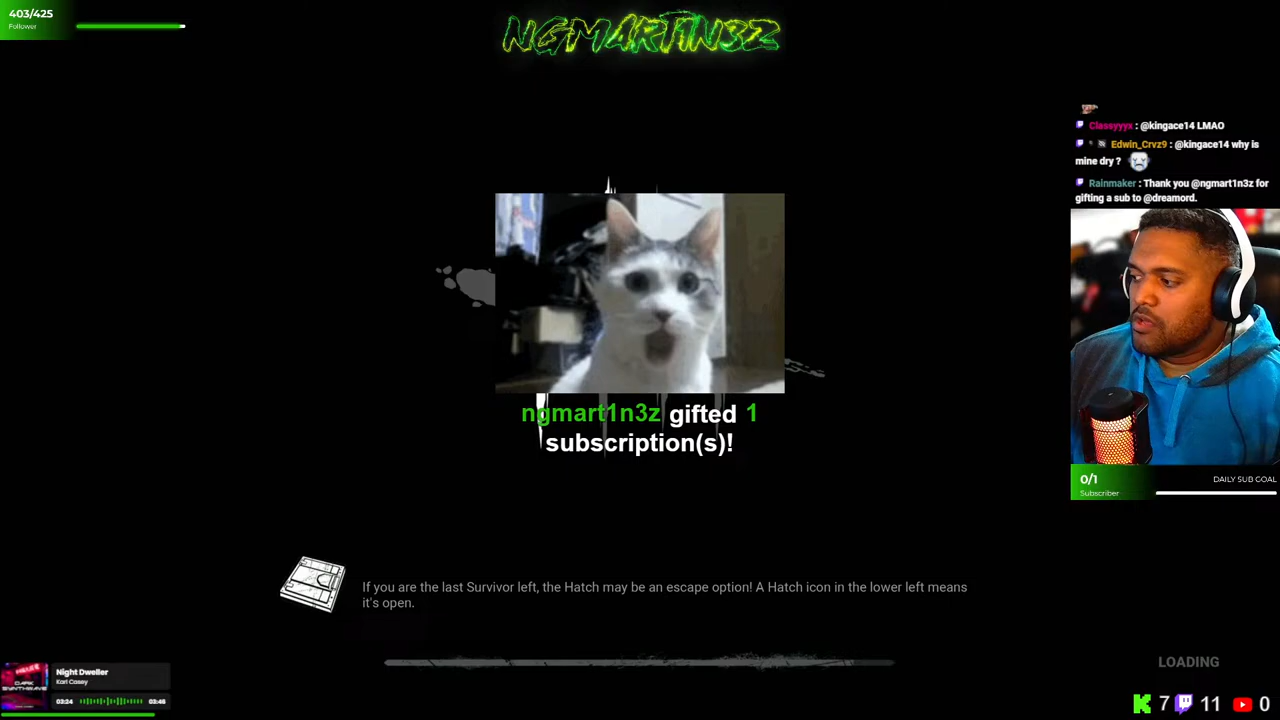 403/425
Follower
NGMART1N3Z
Classyyyx : @kingace14 LMAO
Edwin_Crvz9 : @kingace14 why is
mine dry ?
Rainmaker : Thank you @ngmart1n3z for
gifting a sub to @dreamord.
ngmart1n3z gifted 1
subscription(s)!
0/1
Subscriber
DAILY SUB GOAL
If you are the last Survivor left, the Hatch may be an escape option! A Hatch icon in the lower left means
it's open.
LOADING
DARK
SYNTHWAVE
Night Dweller
Karl Casey
03:24
03:48
K 7 11 0